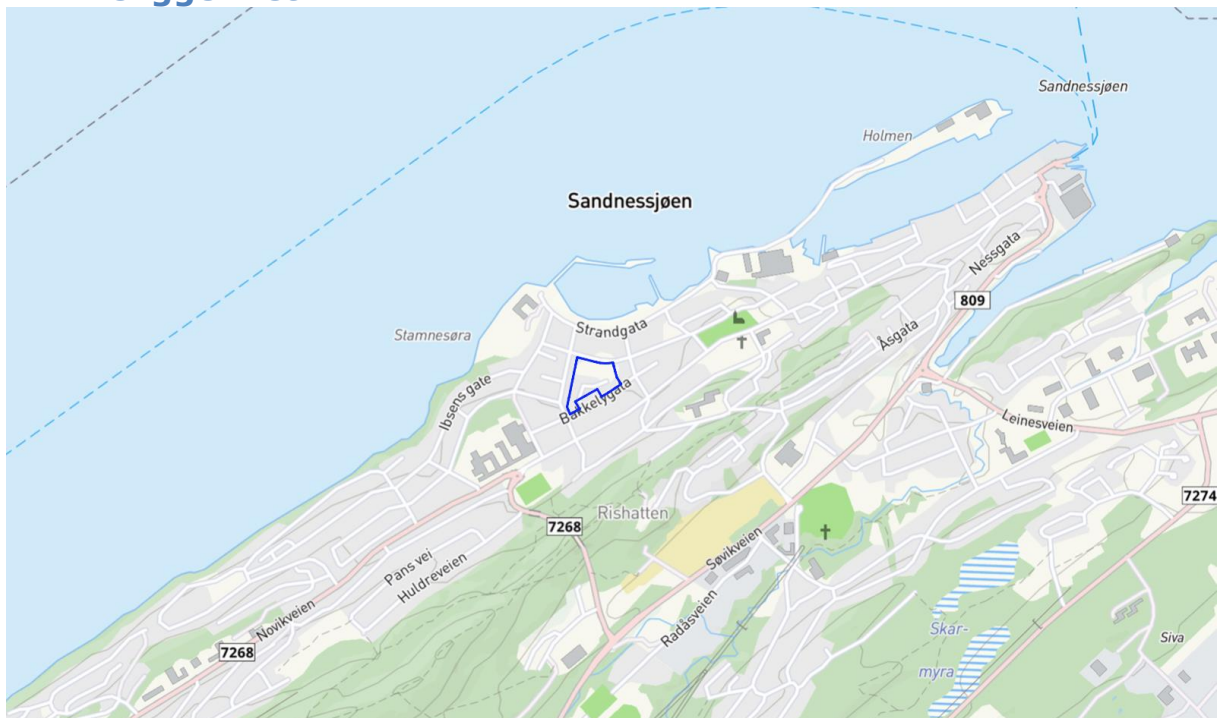 Sandnessjøen
Holmen
Sandnessjøen
Nessgata
809
Strandgata
Stamnesøra
Åsgata
Ibsens gate
Bakkelygata
Leinesveien
7274
Rishatten
7268
Søvikveien
Pans vei
Huldreveien
Radåsveien
Novikveien
Skar-
myra
Siva
7268